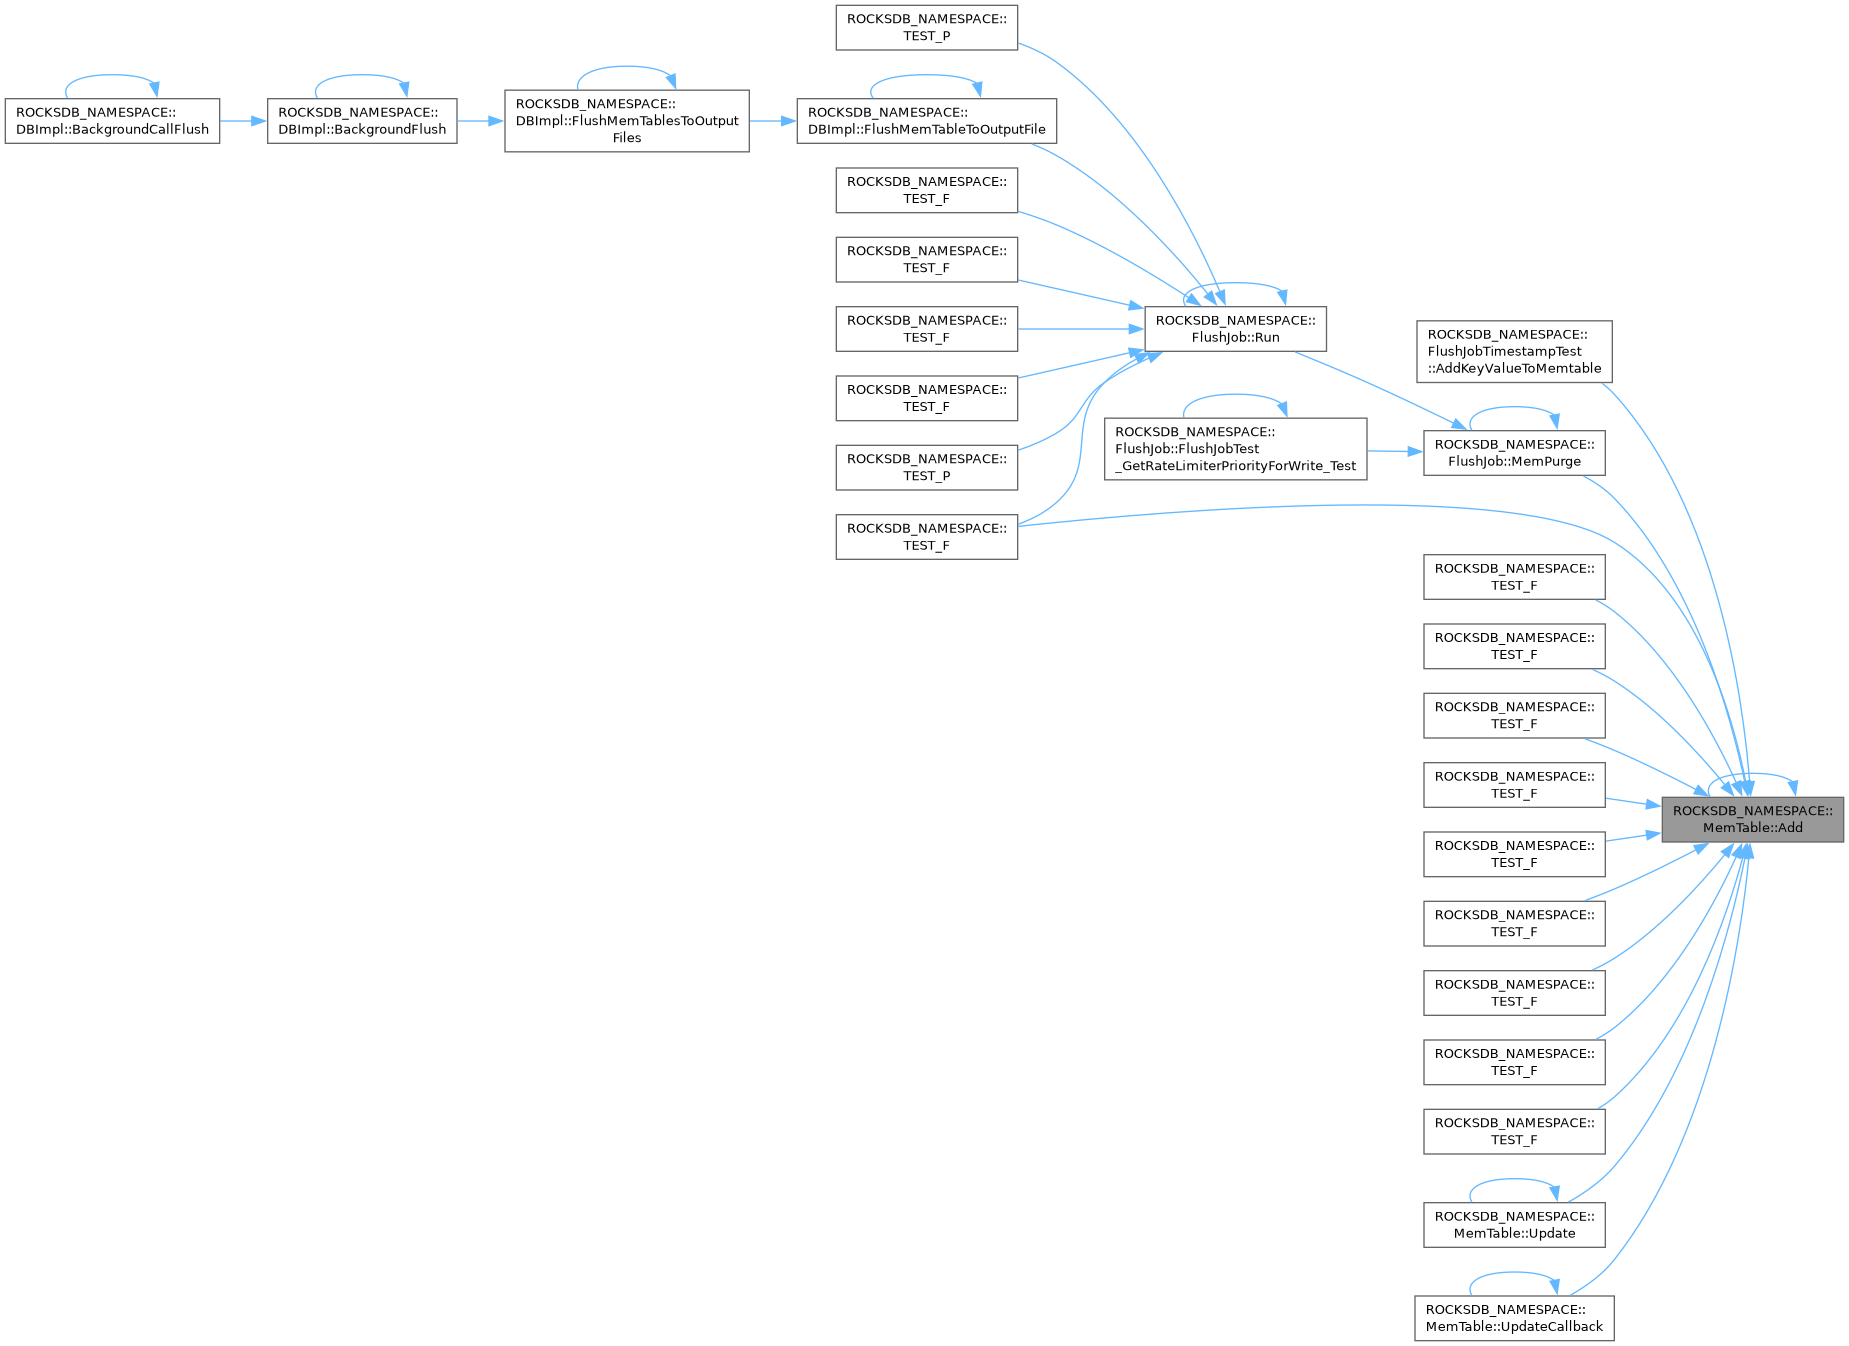 ROCKSDB_NAMESPACE::
TEST_P
ROCKSDB_NAMESPACE::
DBImpl::BackgroundCallFlush
ROCKSDB_NAMESPACE::
DBImpl::BackgroundFlush
ROCKSDB_NAMESPACE::
DBImpl::FlushMemTablesToOutput
Files
ROCKSDB_NAMESPACE::
DBImpl::FlushMemTableToOutputFile
ROCKSDB_NAMESPACE::
TEST_F
ROCKSDB_NAMESPACE::
TEST_F
ROCKSDB_NAMESPACE::
TEST_F
ROCKSDB_NAMESPACE::
TEST_F
ROCKSDB_NAMESPACE::
TEST_P
ROCKSDB_NAMESPACE::
TEST_F
ROCKSDB_NAMESPACE::
FlushJob::Run
ROCKSDB_NAMESPACE::
FlushJob::FlushJobTest
_GetRateLimiterPriorityForWrite_Test
ROCKSDB_NAMESPACE::
FlushJobTimestampTest
::AddKeyValueToMemtable
ROCKSDB_NAMESPACE::
FlushJob::MemPurge
ROCKSDB_NAMESPACE::
TEST_F
ROCKSDB_NAMESPACE::
TEST_F
ROCKSDB_NAMESPACE::
TEST_F
ROCKSDB_NAMESPACE::
TEST_F
ROCKSDB_NAMESPACE::
TEST_F
ROCKSDB_NAMESPACE::
TEST_F
ROCKSDB_NAMESPACE::
TEST_F
ROCKSDB_NAMESPACE::
TEST_F
ROCKSDB_NAMESPACE::
TEST_F
ROCKSDB_NAMESPACE::
MemTable::Update
ROCKSDB_NAMESPACE::
MemTable::UpdateCallback
ROCKSDB_NAMESPACE::
MemTable::Add